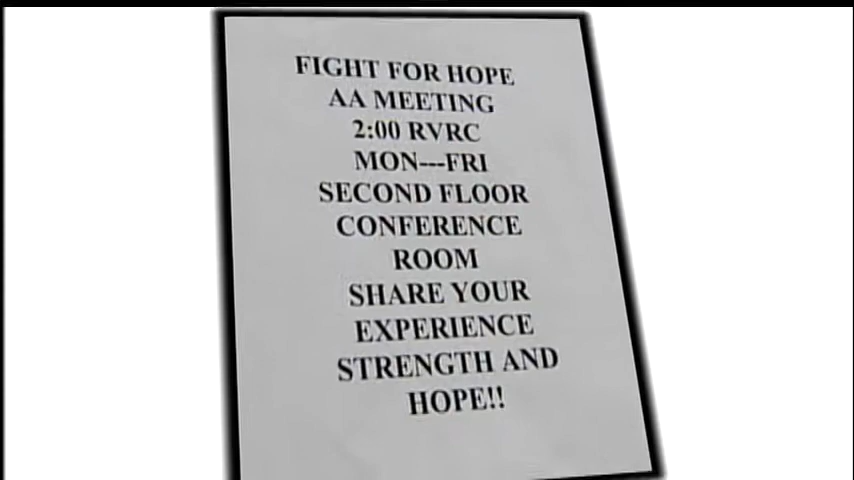 FIGHT FOR HOPE
AA MEETING
2:00 RVRC
MON---FRI
SECOND FLOOR
CONFERENCE
ROOM
SHARE YOUR
EXPERIENCE
STRENGTH AND
HOPE!!